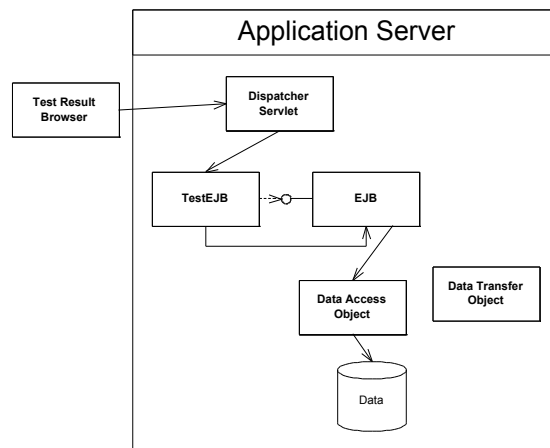 Application Server
Test Result
Browser
Dispatcher
Servlet
TestEJB
EJB
Data Access
Object
Data Transfer
Object
Data